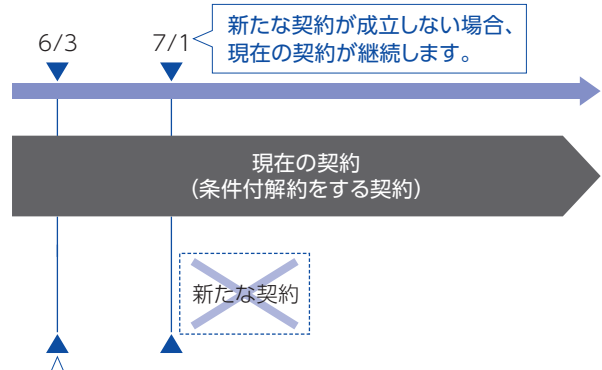 6/3
7/1
新たな契約が成立しない場合、
現在の契約が継続します。
現在の契約
（条件付解約をする契約）
新たな契約